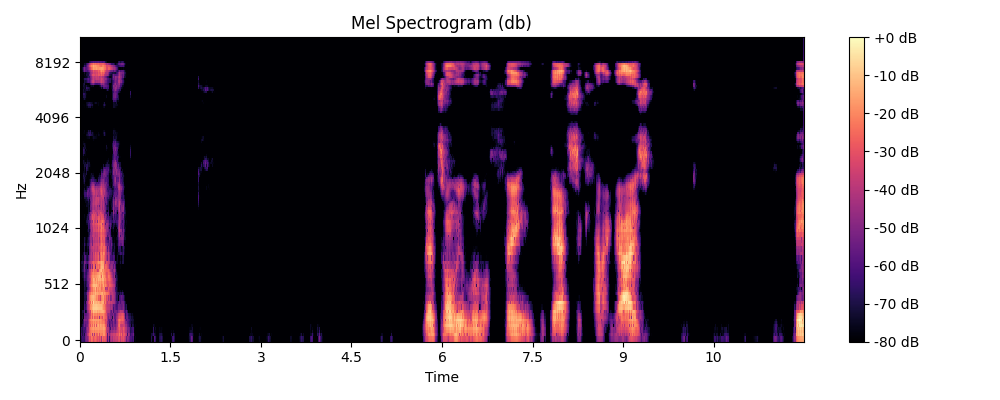 Mel Spectrogram (db)
Hz
8192
4096
2048
1024
512
0
0 1.5 3 4.5 6 7.5 9 10
Time
+0 dB
-10 dB
-20 dB
-30 dB
-40 dB
-50 dB
-60 dB
-70 dB
-80 dB